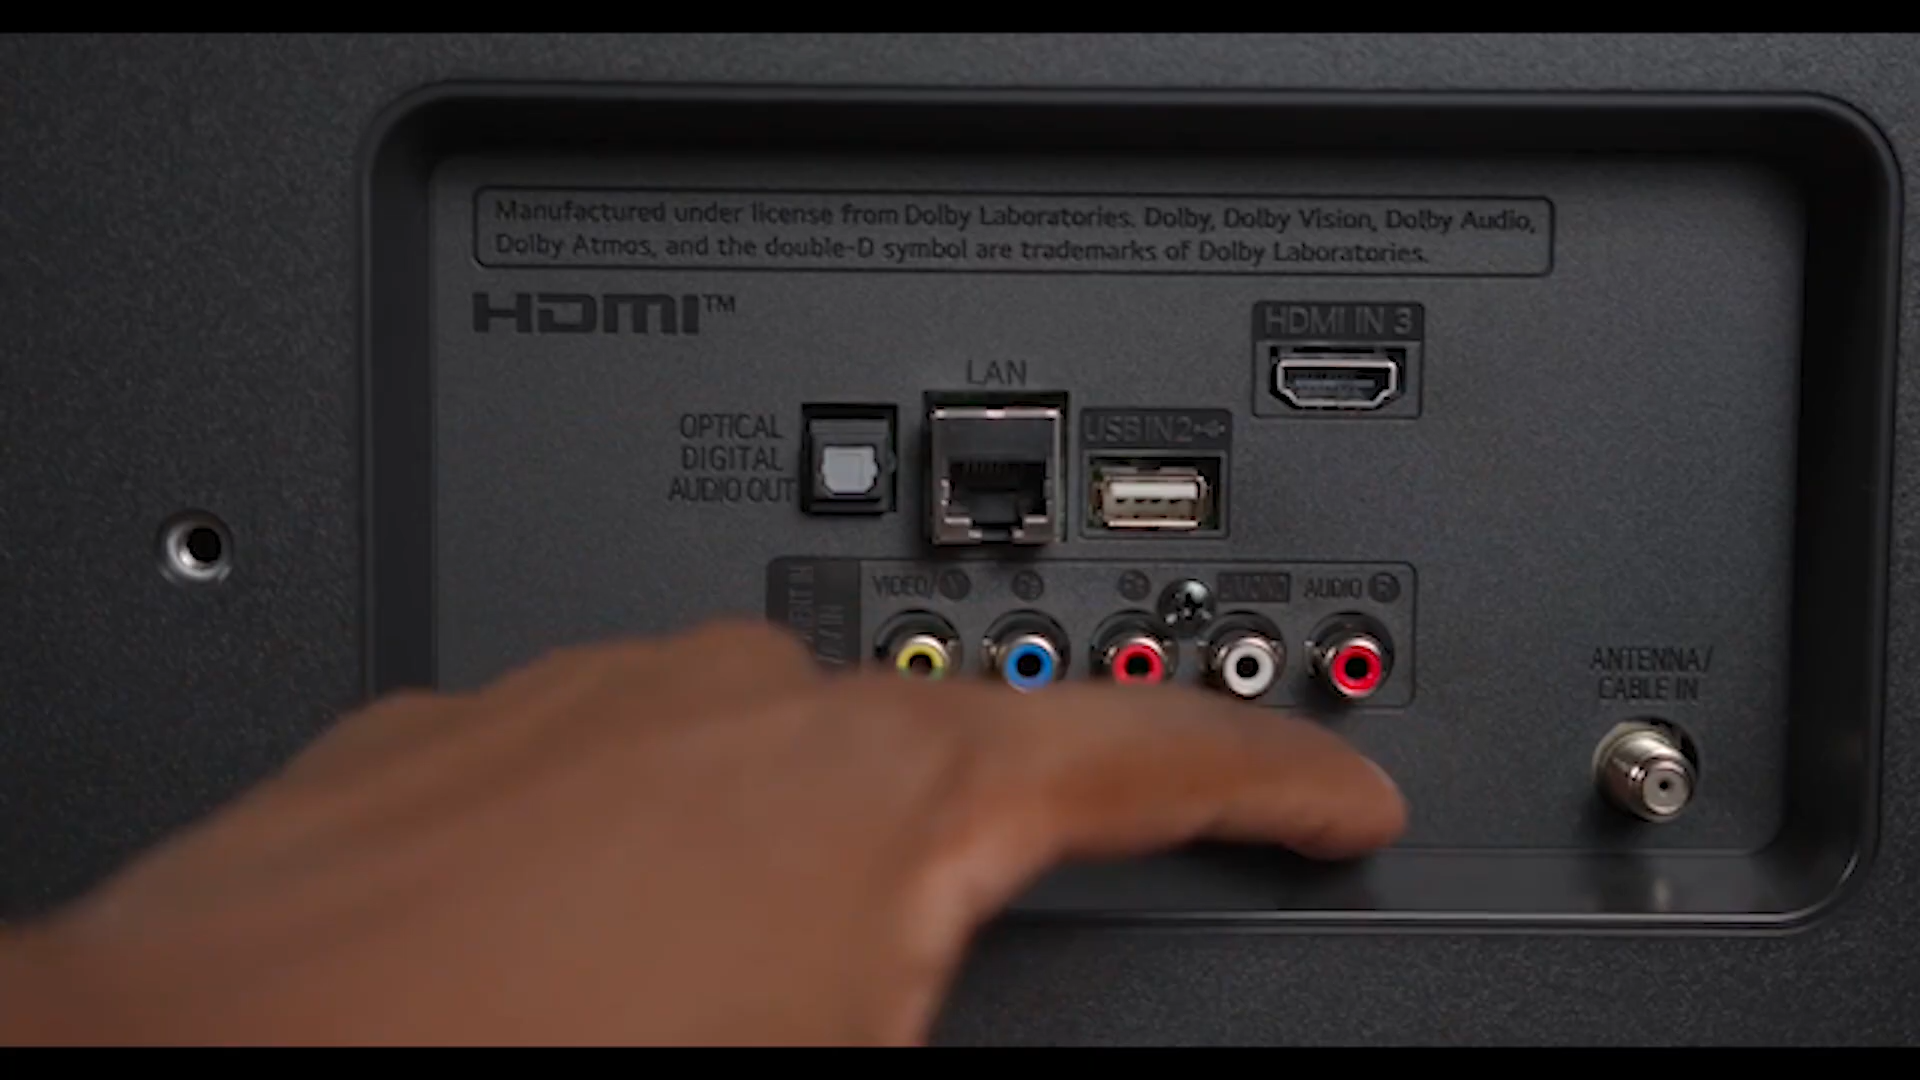 Manufactured under license from Dolby Laboratories. Dolby, Dolby Vision, Dolby Audio,
Dolby Atmos, and the double-D symbol are trademarks of Dolby Laboratories.
HDMI™
HDMI IN 3
LAN
OPTICAL
DIGITAL
AUDIO OUT
USB IN 2
VIDEO/ Y
AUDIO R
ANTENNA/
CABLE IN